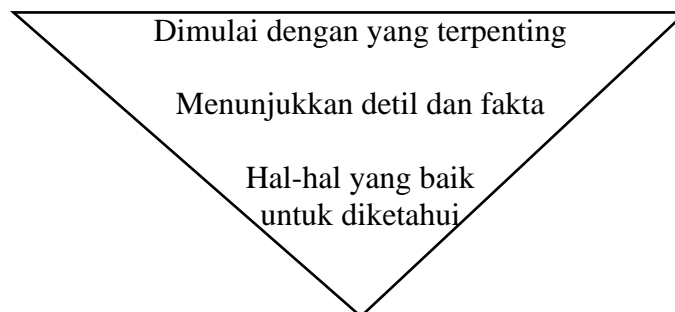 Dimulai dengan yang terpenting
Menunjukkan detil dan fakta
Hal-hal yang baik
untuk diketahui